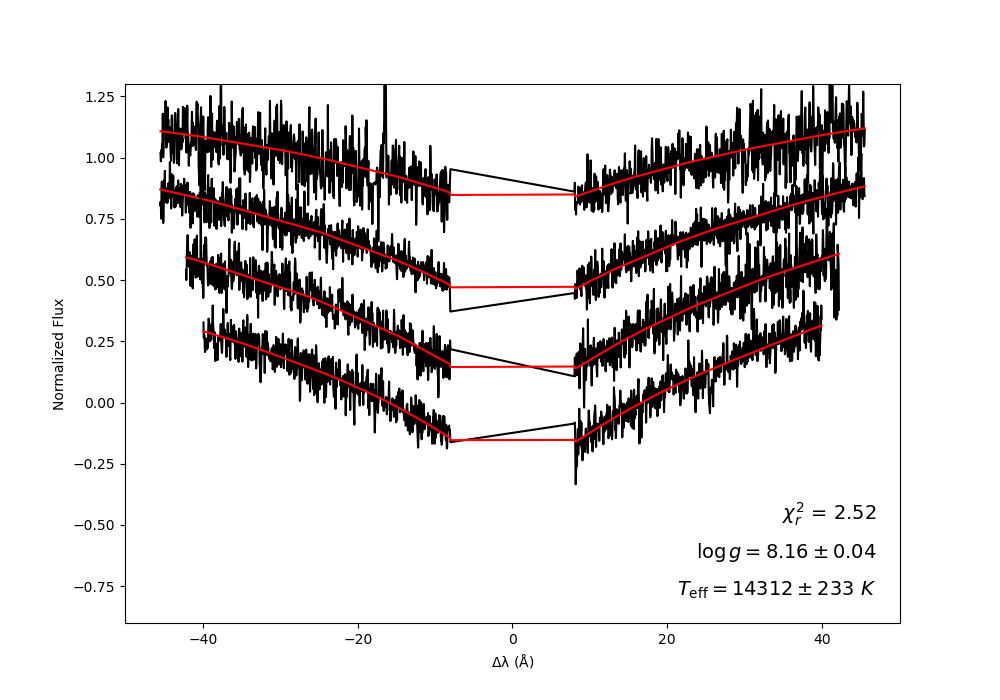 1.25
1.00
0.75
0.50
0.25
0.00
−0.25
−0.50
−0.75
Normalized Flux
χ²ᵣ = 2.52
log g = 8.16 ± 0.04
T_eff = 14312 ± 233 K
−40
−20
0
20
40
Δλ (Å)